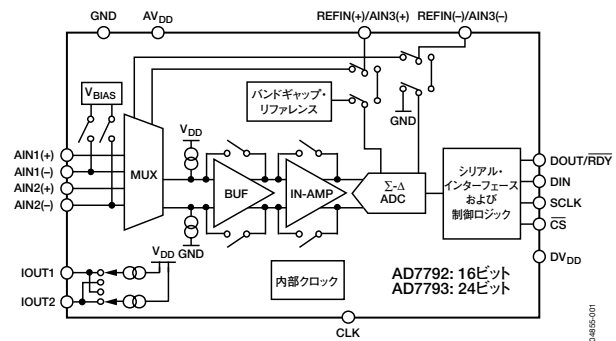 GND
AVDD
REFIN(+)/AIN3(+)
REFIN(–)/AIN3(–)
VBIAS
バンドギャップ・
リファレンス
GND
AIN1(+)
AIN1(–)
AIN2(+)
AIN2(–)
MUX
VDD
BUF
IN-AMP
Σ-Δ
ADC
シリアル・
インターフェース
および
制御ロジック
DOUT/RDY
DIN
SCLK
CS
GND
VDD
IOUT1
IOUT2
内部クロック
AD7792: 16ビット
AD7793: 24ビット
DVDD
CLK
04855-001